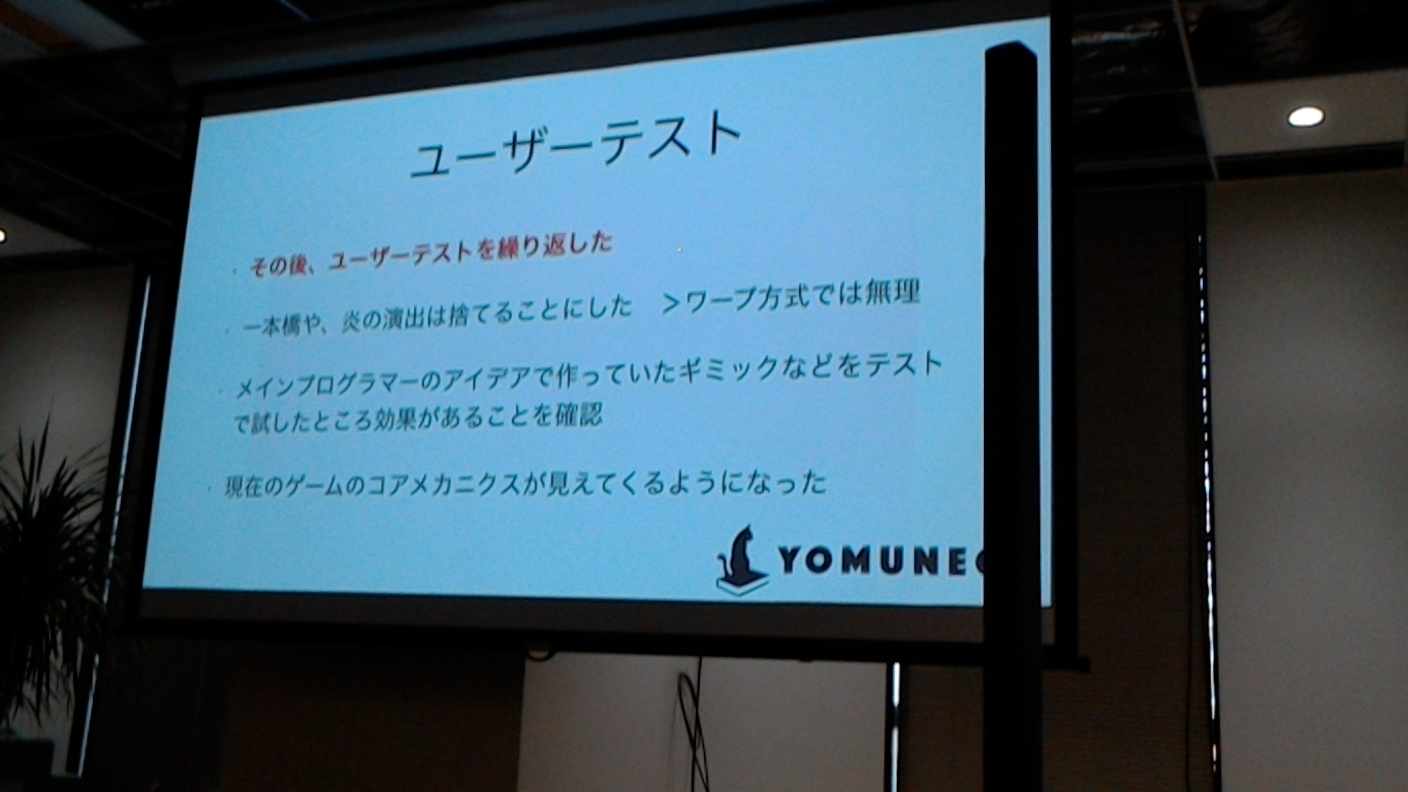 ユーザーテスト
・その後、ユーザーテストを繰り返した
・一本橋や、炎の演出は捨てることにした　＞ワープ方式では無理
・メインプログラマーのアイデアで作っていたギミックなどをテスト
で試したところ効果があることを確認
・現在のゲームのコアメカニクスが見えてくるようになった
YOMUNE